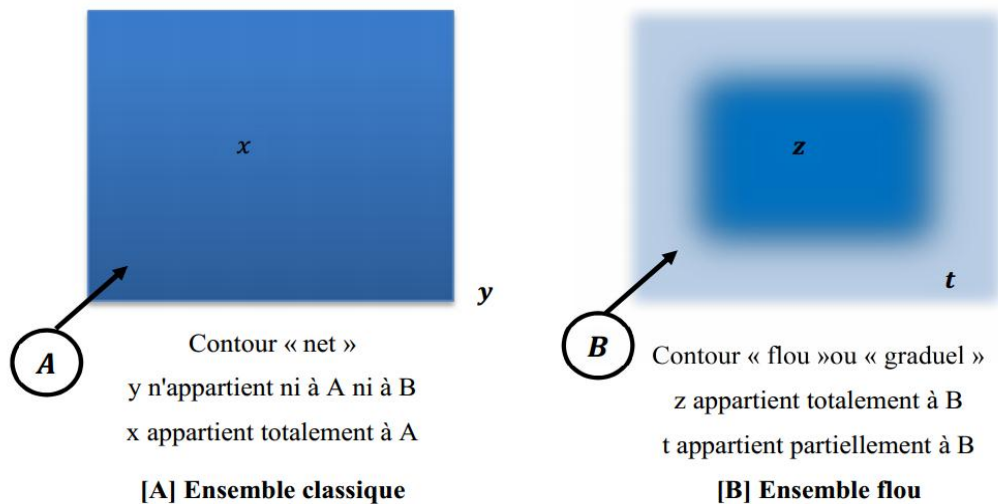 x
y
A
Contour « net »
y n'appartient ni à A ni à B
x appartient totalement à A
[A] Ensemble classique
z
t
B
Contour « flou »ou « graduel »
z appartient totalement à B
t appartient partiellement à B
[B] Ensemble flou